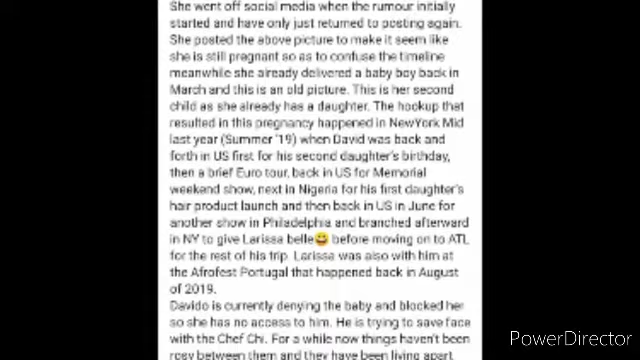 She went off social media when the rumour initially
started and have only just returned to posting again.
She posted the above picture to make it seem like
she is still pregnant so as to confuse the timeline
meanwhile she already delivered a baby boy back in
March and this is an old picture. This is her second
child as she already has a daughter. The hookup that
resulted in this pregnancy happened in NewYork Mid
last year (Summer '19) when David was back and
forth in US first for his second daughter's birthday,
then a brief Euro tour, back in US for Memorial
weekend show, next in Nigeria for his first daughter's
hair product launch and then back in US in June for
another show in Philadelphia and branched afterward
in NY to give Larissa belle😀 before moving on to ATL
for the rest of his trip. Larissa was also with him at
the Afrofest Portugal that happened back in August
of 2019.
Davido is currently denying the baby and blocked her
so she has no access to him. He is trying to save face
with the Chef Chi. For a while now things haven't been
rosy between them and they have been living apart
PowerDirector